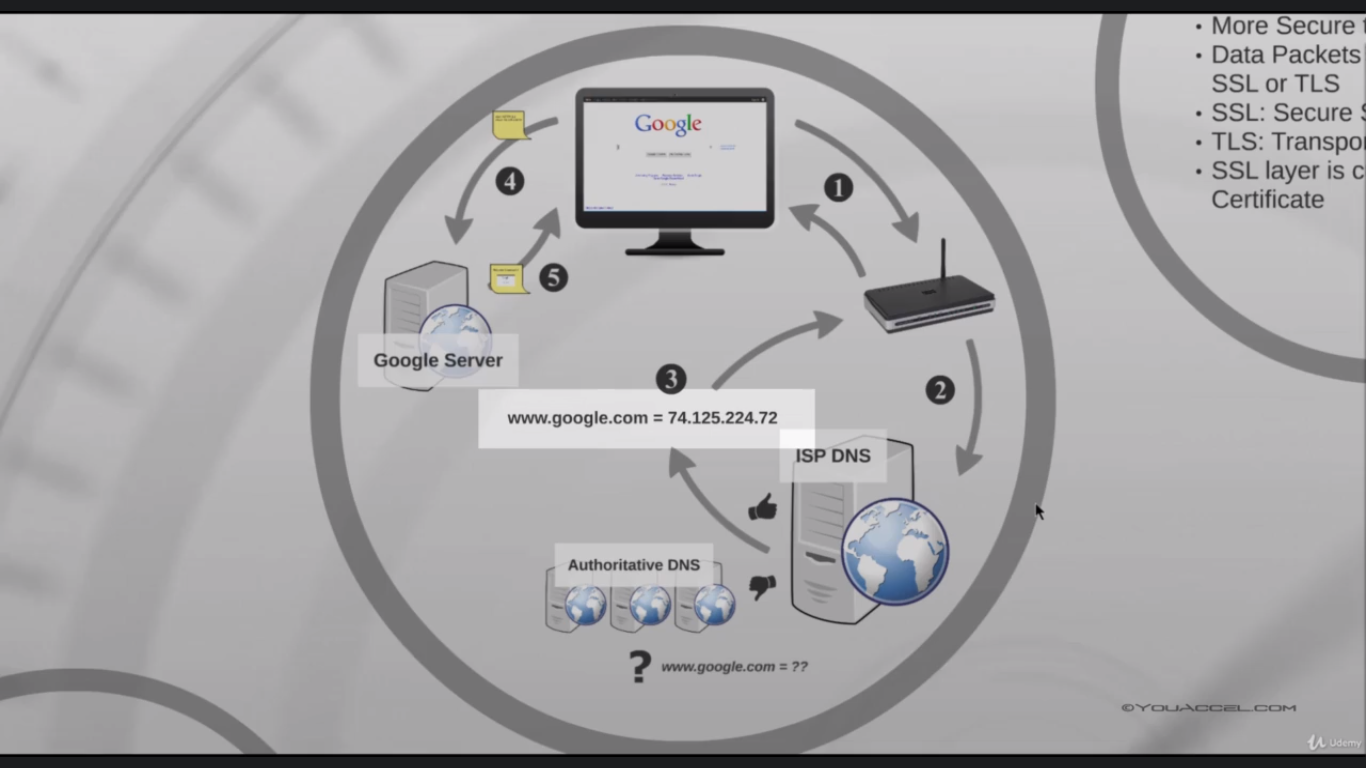 More Secure
Data Packets
SSL or TLS
SSL: Secure
TLS: Transpo
SSL layer is c
Certificate
Google
4
1
5
Google Server
3
2
www.google.com = 74.125.224.72
ISP DNS
Authoritative DNS
? www.google.com = ??
©YOUACCEL.COM
Udemy